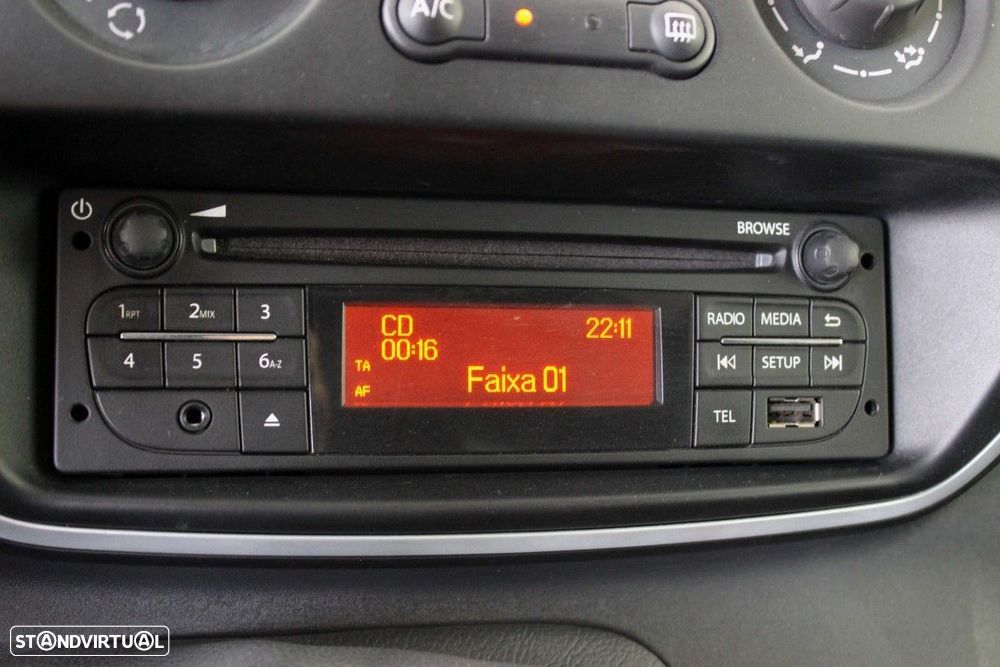 A/C
BROWSE
1RPT 2MIX 3
4 5 6A-Z
CD 22:11
00:16
TA
AF
Faixa 01
RADIO MEDIA
SETUP
TEL
STANDVIRTUAL